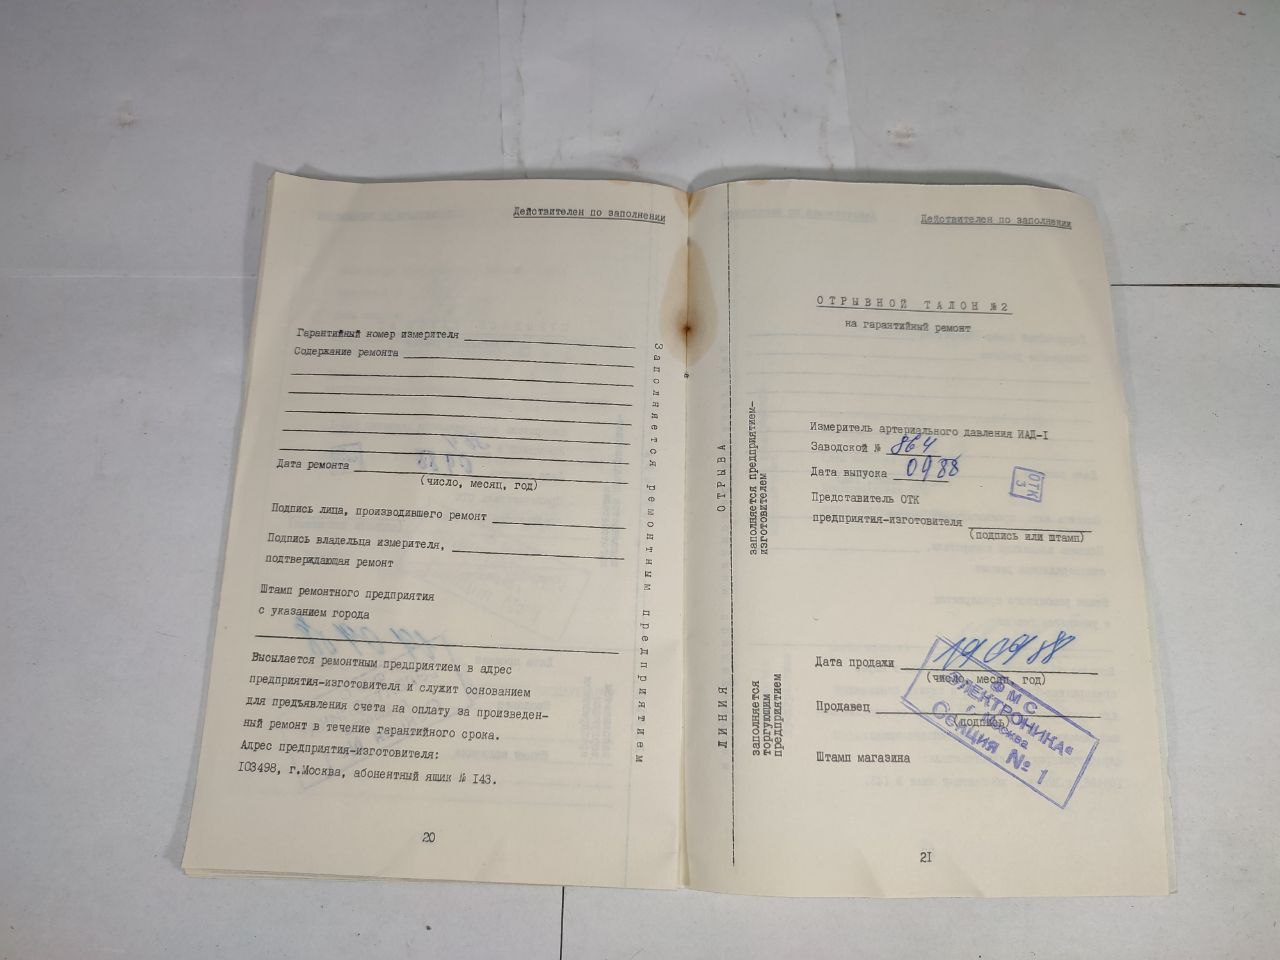 Действителен по заполнении
Гарантийный номер измерителя
Содержание ремонта
Дата ремонта
(число, месяц, год)
Подпись лица, производившего ремонт
Подпись владельца измерителя,
подтверждающая ремонт
Штамп ремонтного предприятия
с указанием города
Высылается ремонтным предприятием в адрес
предприятия-изготовителя и служит основанием
для предъявления счета на оплату за произведен-
ный ремонт в течение гарантийного срока.
Адрес предприятия-изготовителя:
103498, г.Москва, абонентный ящик № 143.
20
Заполняется ремонтным предприятием
Действителен по заполнении
ЛИНИЯ ОТРЫВА
ОТРЫВНОЙ ТАЛОН №2
на гарантийный ремонт
заполняется предприятием-
изготовителем
Измеритель артериального давления ИАД-I
Заводской № 864
Дата выпуска 0988
Представитель ОТК
предприятия-изготовителя
(подпись или штамп)
ОТК
3
заполняется
торгующим
предприятием
Дата продажи 190988
(число, месяц, год)
Продавец
(подпись)
Штамп магазина
ФМС
"ЭЛЕКТРОНИКА"
г. Москва
Секция № 1
21